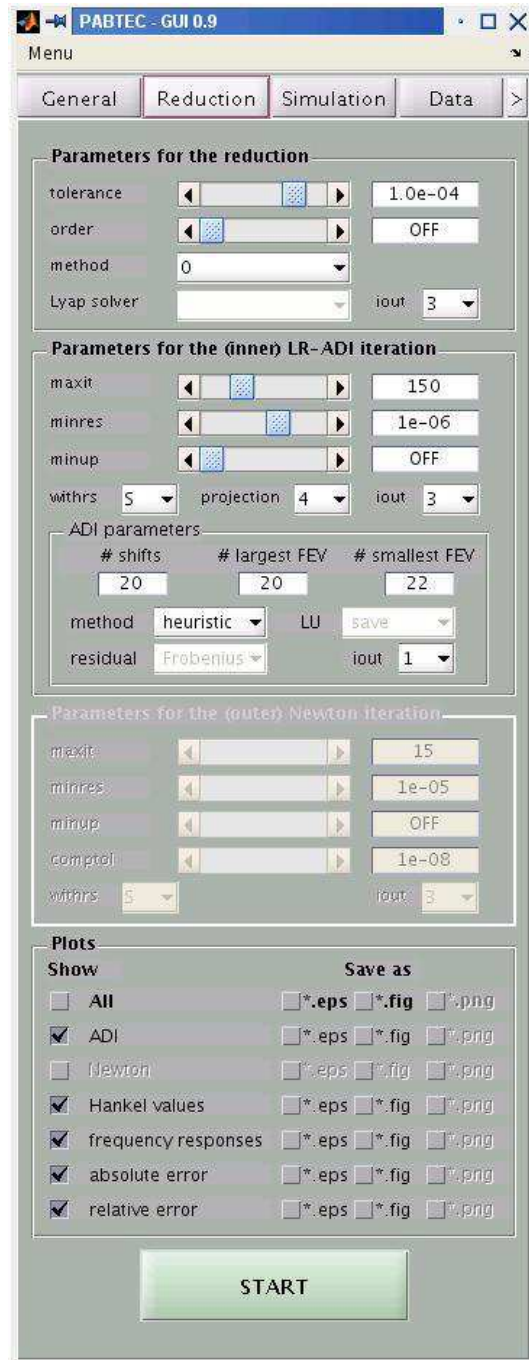 PABTEC - GUI 0.9
Menu
General Reduction Simulation Data >
Parameters for the reduction
tolerance 1.0e-04
order OFF
method 0
Lyap solver iout 3
Parameters for the (inner) LR-ADI iteration
maxit 150
minres 1e-06
minup OFF
withrs S projection 4 iout 3
ADI parameters
# shifts # largest FEV # smallest FEV
20 20 22
method heuristic LU save
residual Frobenius iout 1
Parameters for the (outer) Newton iteration
maxit 15
minres 1e-05
minup OFF
comptol 1e-08
withrs S iout 3
Plots
Show Save as
All *.eps *.fig *.png
ADI *.eps *.fig *.png
Newton *.eps *.fig *.png
Hankel values *.eps *.fig *.png
frequency responses *.eps *.fig *.png
absolute error *.eps *.fig *.png
relative error *.eps *.fig *.png
START